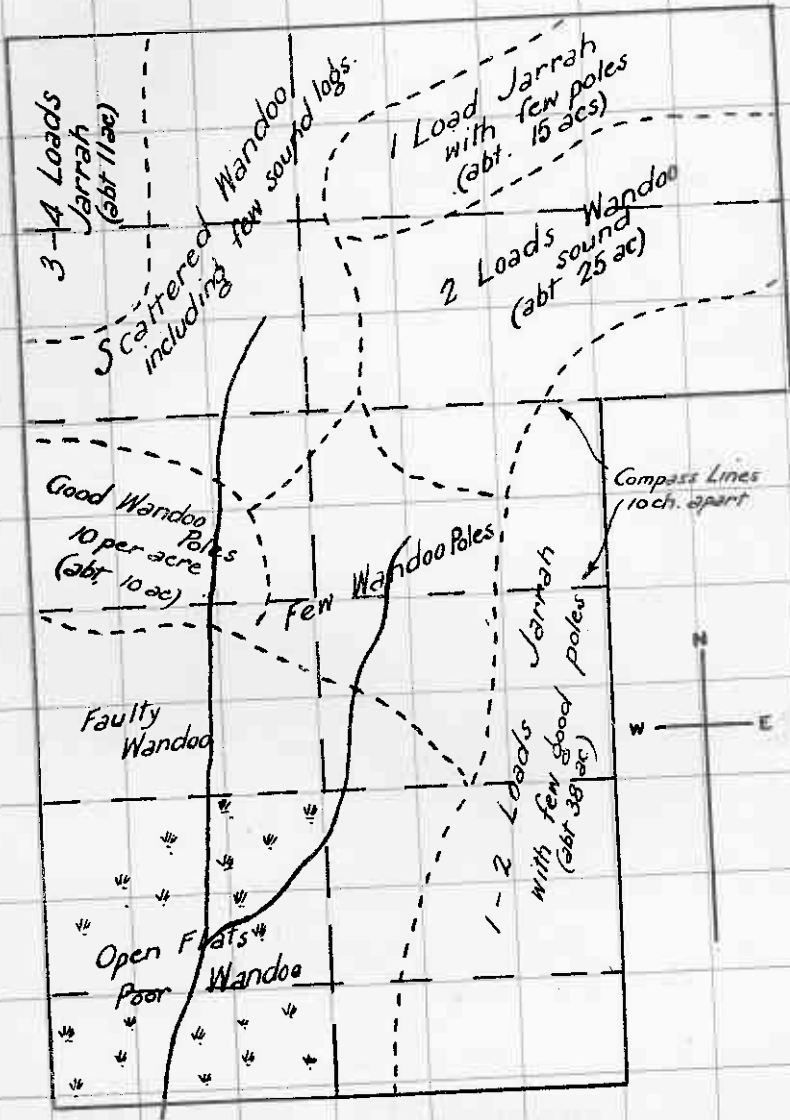 3-4 Loads
Jarrah
(abt 11 ac)
Scattered Wandoo
including few sound logs.
1 Load Jarrah
with few poles
(abt. 15 acs)
2 Loads Wandoo
sound
(abt 25 ac)
Good Wandoo
Poles
10 per acre
(abt. 10 ac)
Few Wandoo Poles
Compass Lines
10 ch. apart
Faulty
Wandoo
1-2 Loads Jarrah
with few good poles
(abt 38 ac)
N
W
E
Open Flats
Poor Wandoo